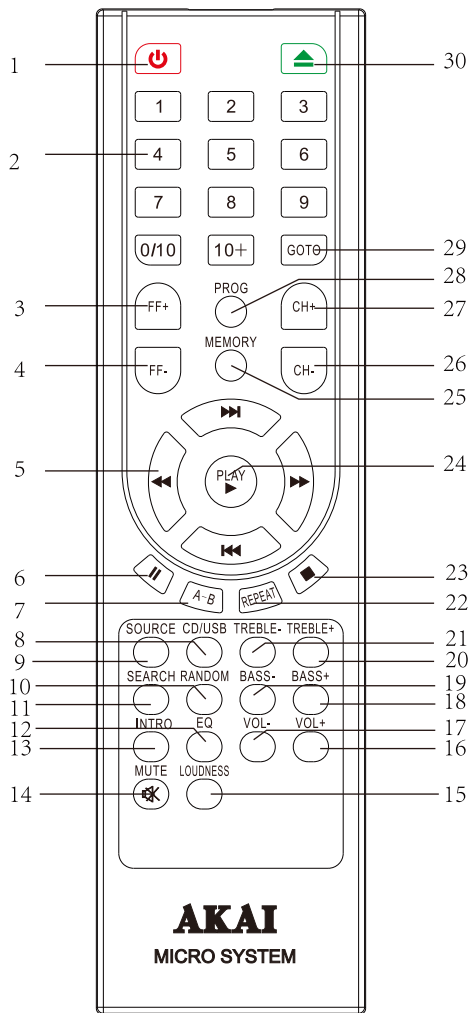 1
30
1 2 3
2
4 5 6
7 8 9
0/10 10+ GOTO
29
28
PROG
3
FF+
CH+
27
MEMORY
4
FF-
CH-
26
25
5
PLAY
24
6
23
7
A-B
REPEAT
22
8
SOURCE CD/USB TREBLE- TREBLE+
21
9
20
10
SEARCH RANDOM BASS- BASS+
19
11
18
12
INTRO EQ VOL- VOL+
17
13
16
MUTE LOUDNESS
14
15
AKAI
MICRO SYSTEM